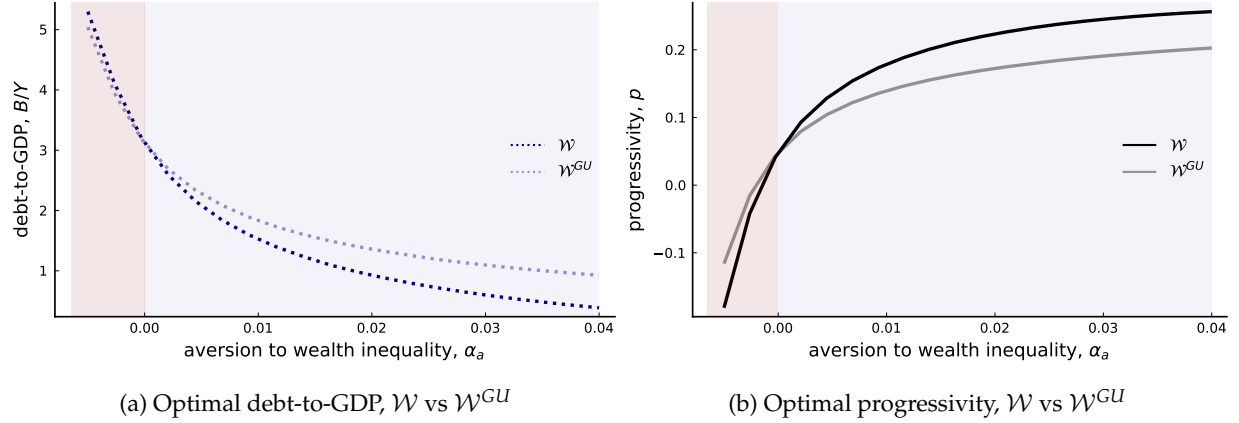 5
4
3
2
1
0.00
0.01
0.02
0.03
0.04
debt-to-GDP, B/Y
aversion to wealth inequality, αₐ
𝒲
𝒲^{GU}
(a) Optimal debt-to-GDP, 𝒲 vs 𝒲^{GU}
0.2
0.1
0.0
−0.1
0.00
0.01
0.02
0.03
0.04
progressivity, p
aversion to wealth inequality, αₐ
𝒲
𝒲^{GU}
(b) Optimal progressivity, 𝒲 vs 𝒲^{GU}